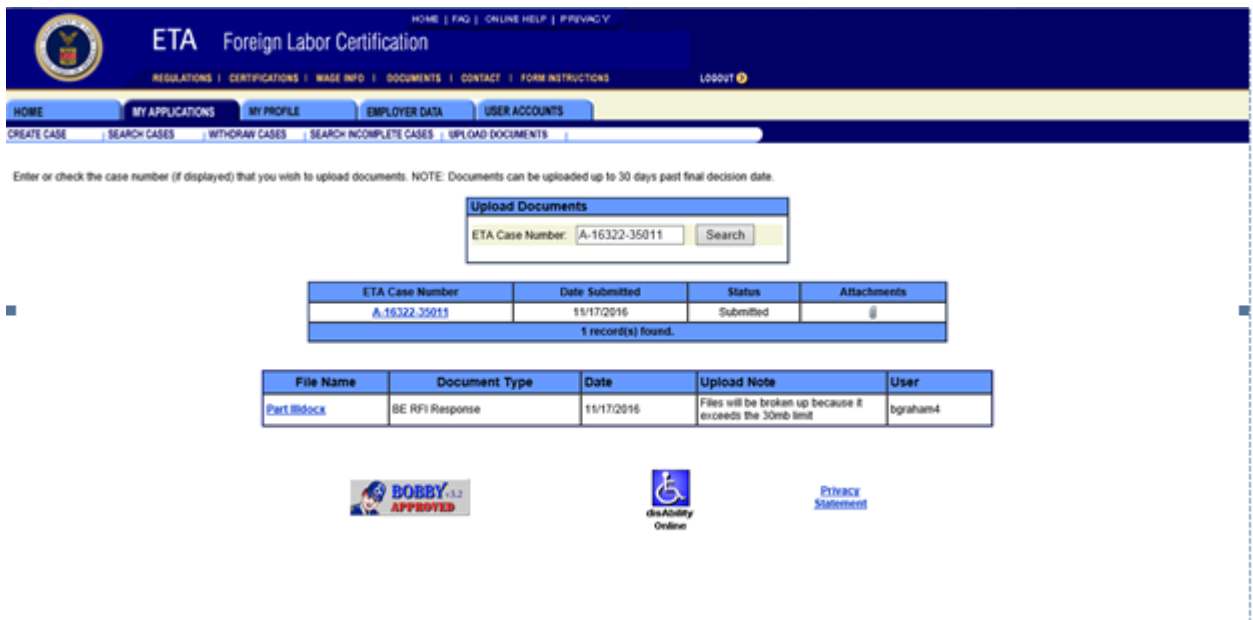 HOME | FAQ | ONLINE HELP | PRIVACY
ETA Foreign Labor Certification
REGULATIONS | CERTIFICATIONS | WAGE INFO | DOCUMENTS | CONTACT | FORM INSTRUCTIONS LOGOUT
HOME MY APPLICATIONS MY PROFILE EMPLOYER DATA USER ACCOUNTS
CREATE CASE | SEARCH CASES | WITHDRAW CASES | SEARCH INCOMPLETE CASES | UPLOAD DOCUMENTS |
Enter or check the case number (if displayed) that you wish to upload documents. NOTE: Documents can be uploaded up to 30 days past final decision date.
Upload Documents
ETA Case Number: A-16322-35011 Search
ETA Case Number Date Submitted Status Attachments
A-16322-35011 11/17/2016 Submitted
1 record(s) found.
File Name Document Type Date Upload Note User
Part IIIdocx BE RFI Response 11/17/2016 Files will be broken up because it
exceeds the 30mb limit bgraham4
BOBBY v3.2
APPROVED
disAbility
Online
Privacy
Statement